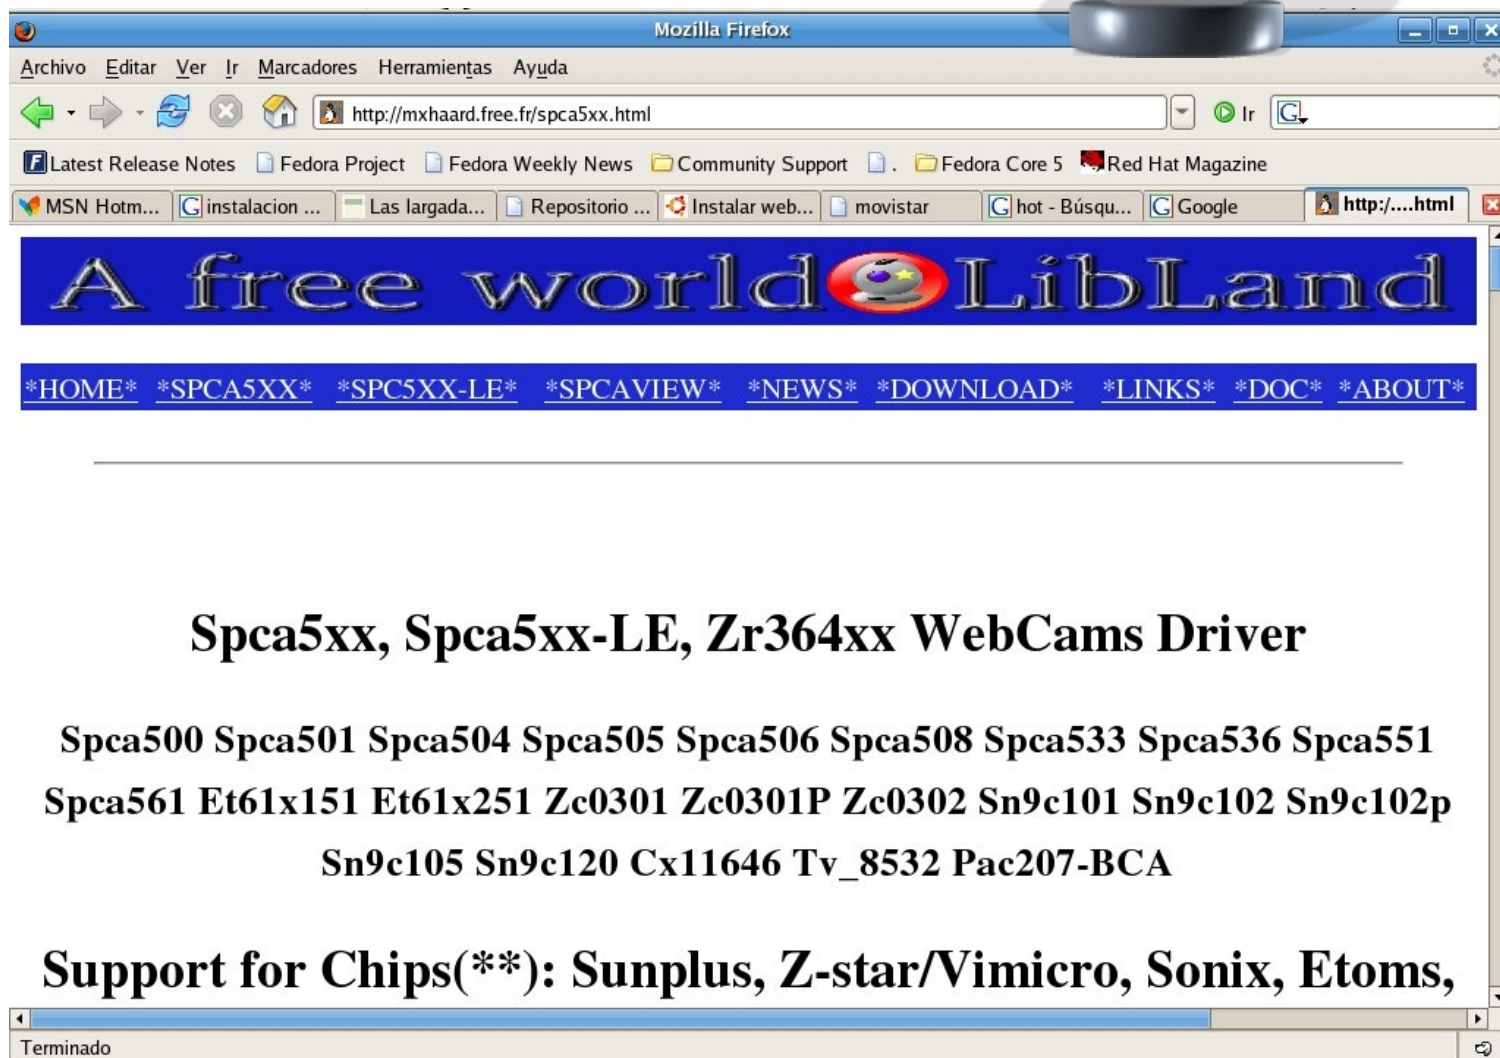 Mozilla Firefox
Archivo Editar Ver Ir Marcadores Herramientas Ayuda
http://mxhaard.free.fr/spca5xx.html Ir G
Latest Release Notes Fedora Project Fedora Weekly News Community Support . Fedora Core 5 Red Hat Magazine
MSN Hotm... G instalacion ... Las largada... Repositorio ... Instalar web... movistar G hot - Búsqu... G Google http:/....html
A free world LibLand
*HOME* *SPCA5XX* *SPC5XX-LE* *SPCAVIEW* *NEWS* *DOWNLOAD* *LINKS* *DOC* *ABOUT*
Spca5xx, Spca5xx-LE, Zr364xx WebCams Driver
Spca500 Spca501 Spca504 Spca505 Spca506 Spca508 Spca533 Spca536 Spca551
Spca561 Et61x151 Et61x251 Zc0301 Zc0301P Zc0302 Sn9c101 Sn9c102 Sn9c102p
Sn9c105 Sn9c120 Cx11646 Tv_8532 Pac207-BCA
Support for Chips(**): Sunplus, Z-star/Vimicro, Sonix, Etoms,
Terminado